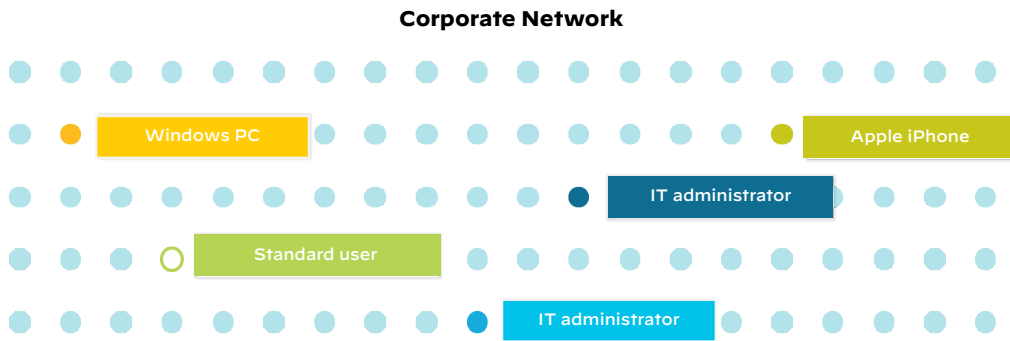 Corporate Network
Windows PC
Apple iPhone
IT administrator
Standard user
IT administrator